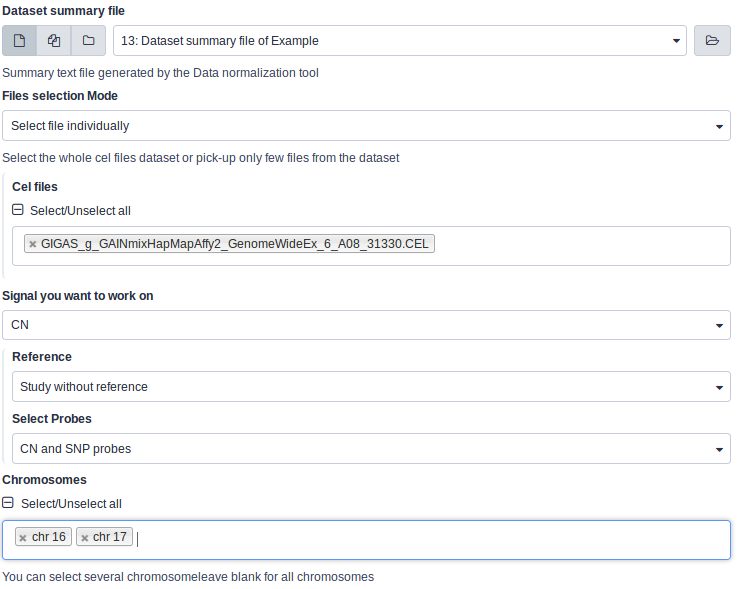 Dataset summary file
13: Dataset summary file of Example
Summary text file generated by the Data normalization tool
Files selection Mode
Select file individually
Select the whole cel files dataset or pick-up only few files from the dataset
Cel files
Select/Unselect all
× GIGAS_g_GAINmixHapMapAffy2_GenomeWideEx_6_A08_31330.CEL
Signal you want to work on
CN
Reference
Study without reference
Select Probes
CN and SNP probes
Chromosomes
Select/Unselect all
× chr 16 × chr 17
You can select several chromosomeleave blank for all chromosomes